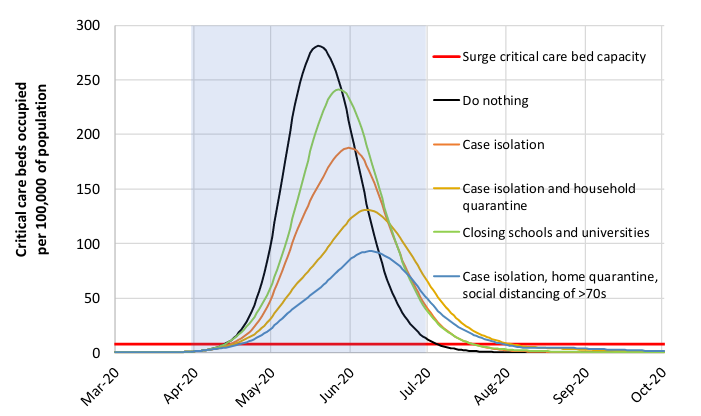 Critical care beds occupied
per 100,000 of population
300
250
200
150
100
50
0
Mar-20
Apr-20
May-20
Jun-20
Jul-20
Aug-20
Sep-20
Oct-20
Surge critical care bed capacity
Do nothing
Case isolation
Case isolation and household
quarantine
Closing schools and universities
Case isolation, home quarantine,
social distancing of >70s